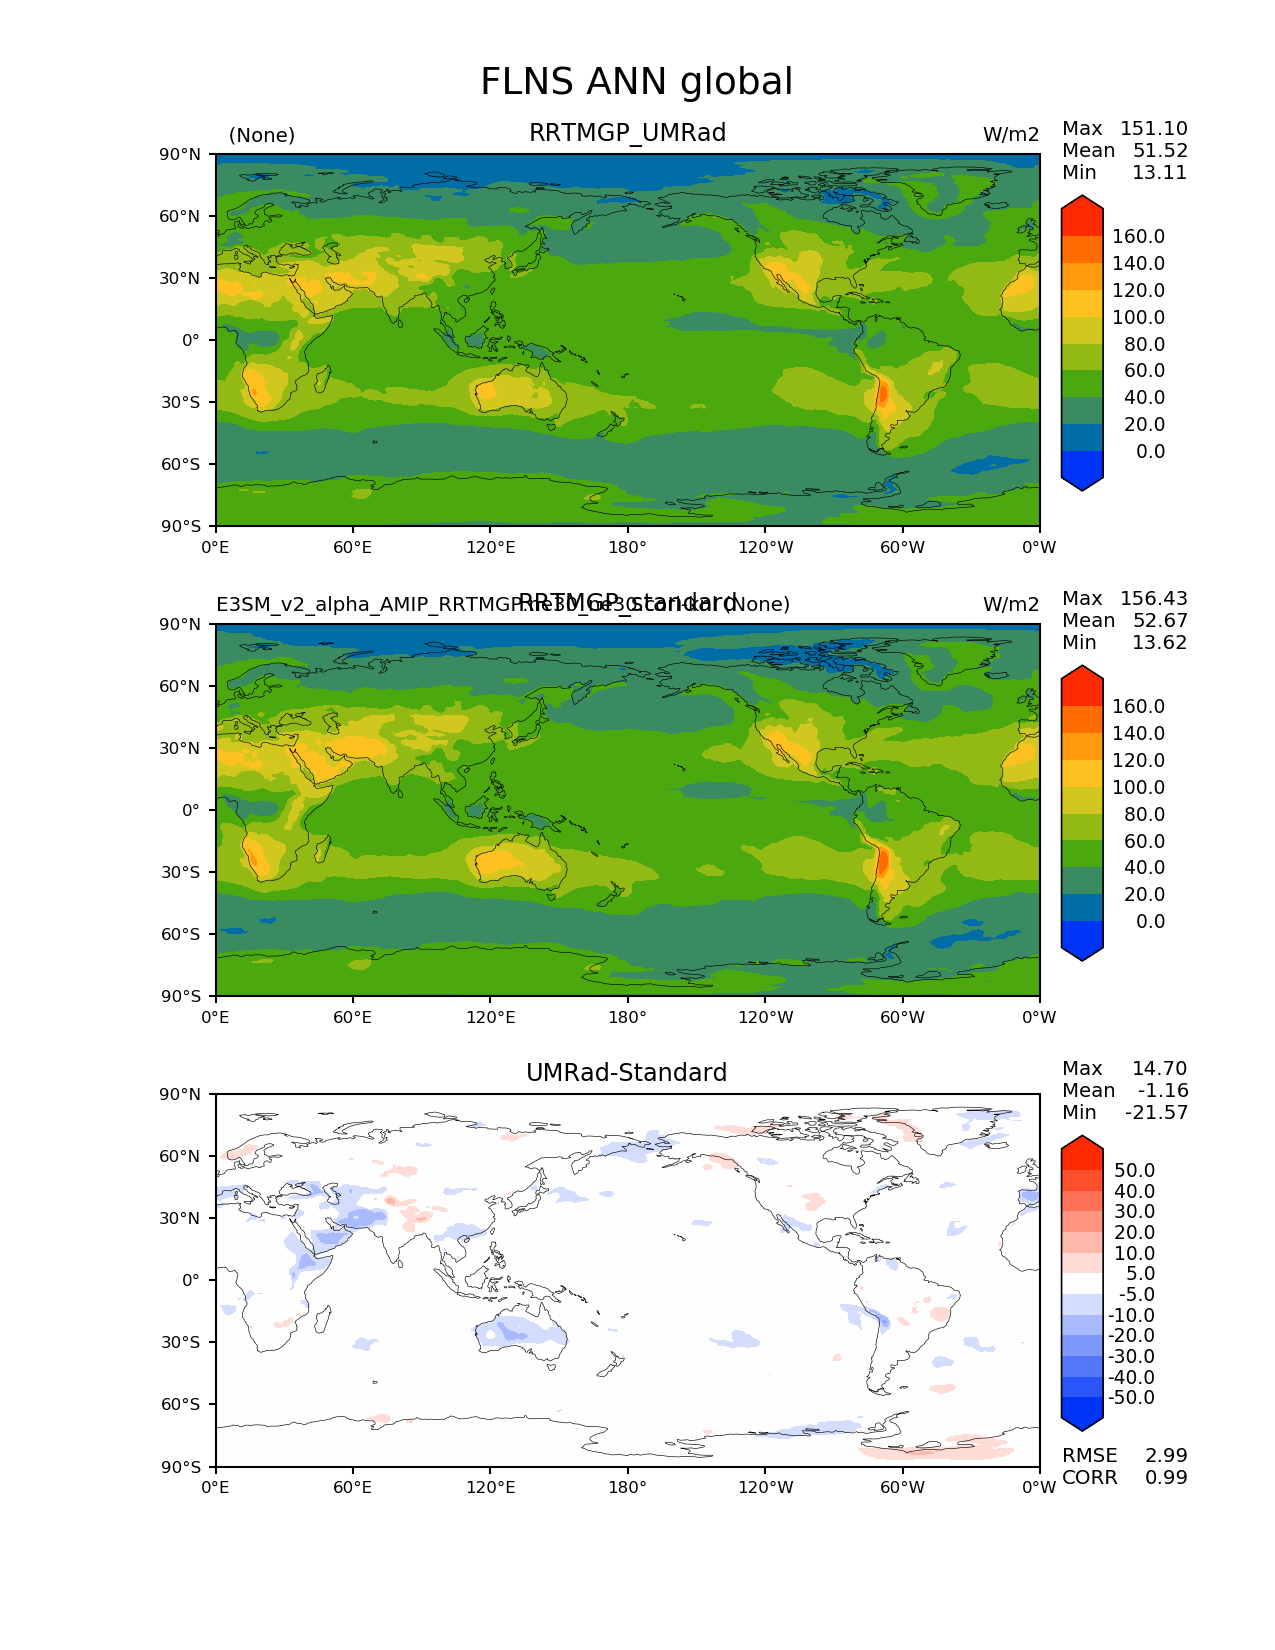 FLNS ANN global
(None) RRTMGP_UMRad W/m2
Max 151.10
Mean 51.52
Min 13.11
90°N
60°N
30°N
0°
30°S
60°S
90°S
0°E 60°E 120°E 180° 120°W 60°W 0°W
160.0
140.0
120.0
100.0
80.0
60.0
40.0
20.0
0.0
E3SM_v2_alpha_AMIP_RRTMGP (None) RRTMGP_standard W/m2
Max 156.43
Mean 52.67
Min 13.62
90°N
60°N
30°N
0°
30°S
60°S
90°S
0°E 60°E 120°E 180° 120°W 60°W 0°W
160.0
140.0
120.0
100.0
80.0
60.0
40.0
20.0
0.0
UMRad-Standard
Max 14.70
Mean -1.16
Min -21.57
90°N
60°N
30°N
0°
30°S
60°S
90°S
0°E 60°E 120°E 180° 120°W 60°W 0°W
50.0
40.0
30.0
20.0
10.0
5.0
-5.0
-10.0
-20.0
-30.0
-40.0
-50.0
RMSE 2.99
CORR 0.99